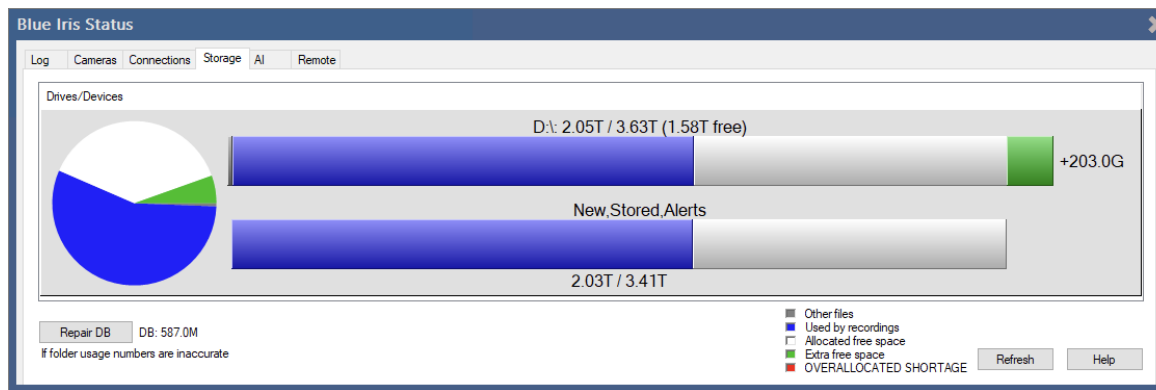 Blue Iris Status
Log Cameras Connections Storage AI Remote
Drives/Devices
D:\: 2.05T / 3.63T (1.58T free)
+203.0G
New,Stored,Alerts
2.03T / 3.41T
Repair DB DB: 587.0M
If folder usage numbers are inaccurate
Other files
Used by recordings
Allocated free space
Extra free space
OVERALLOCATED SHORTAGE
Refresh Help